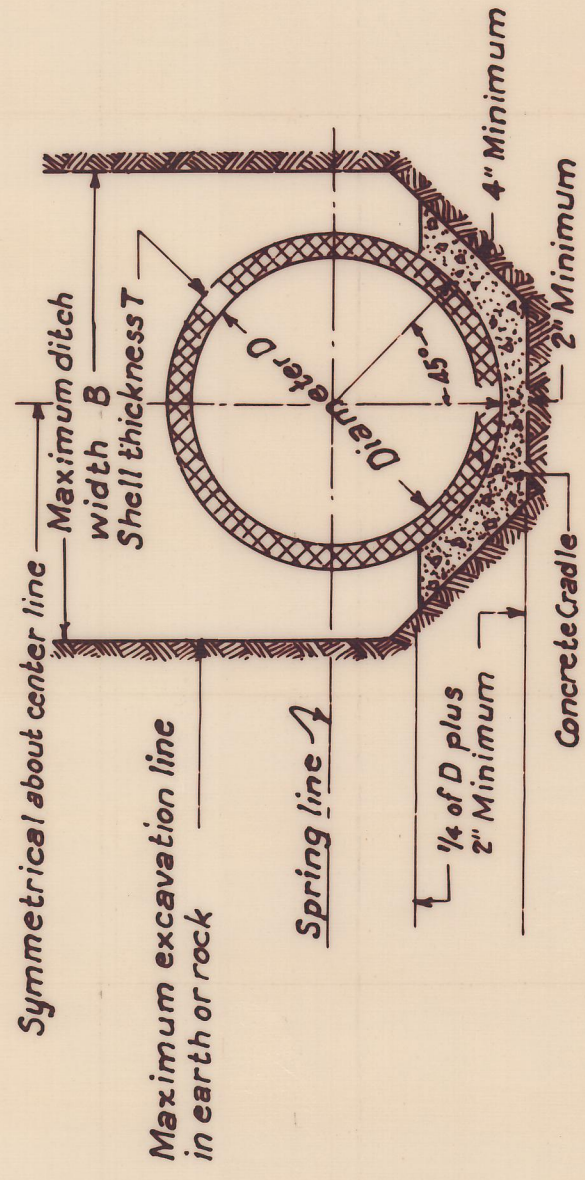 Symmetrical about center line
Maximum ditch
width B
Shell thickness T
Maximum excavation line
in earth or rock
Diameter D
45°
Spring line
1/4 of D plus
2" Minimum
4" Minimum
2" Minimum
Concrete Cradle